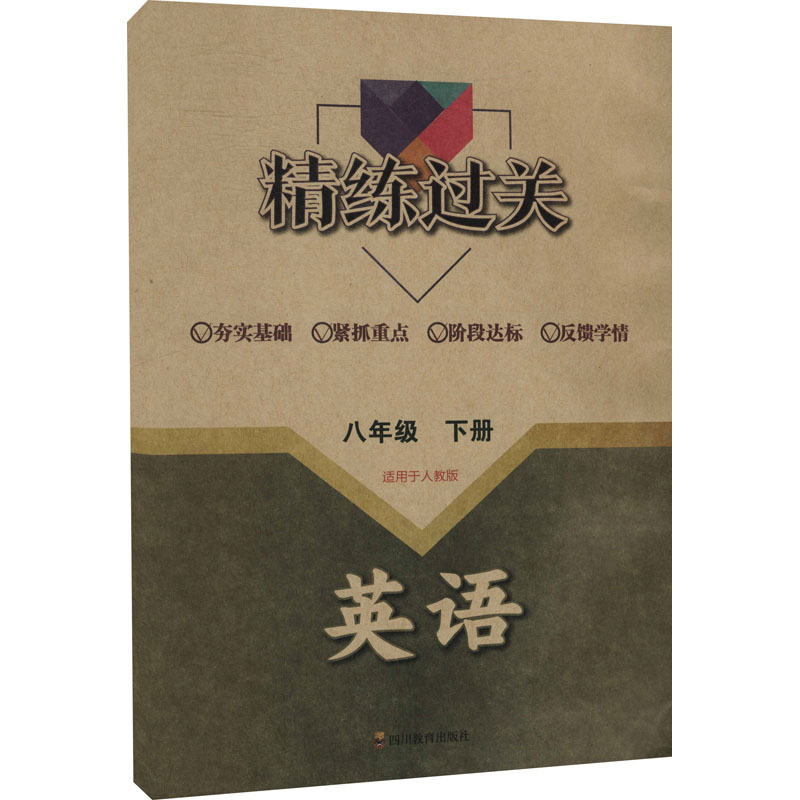 精练过关
夯实基础 紧抓重点 阶段达标 反馈学情
八年级 下册
适用于人教版
英语
四川教育出版社